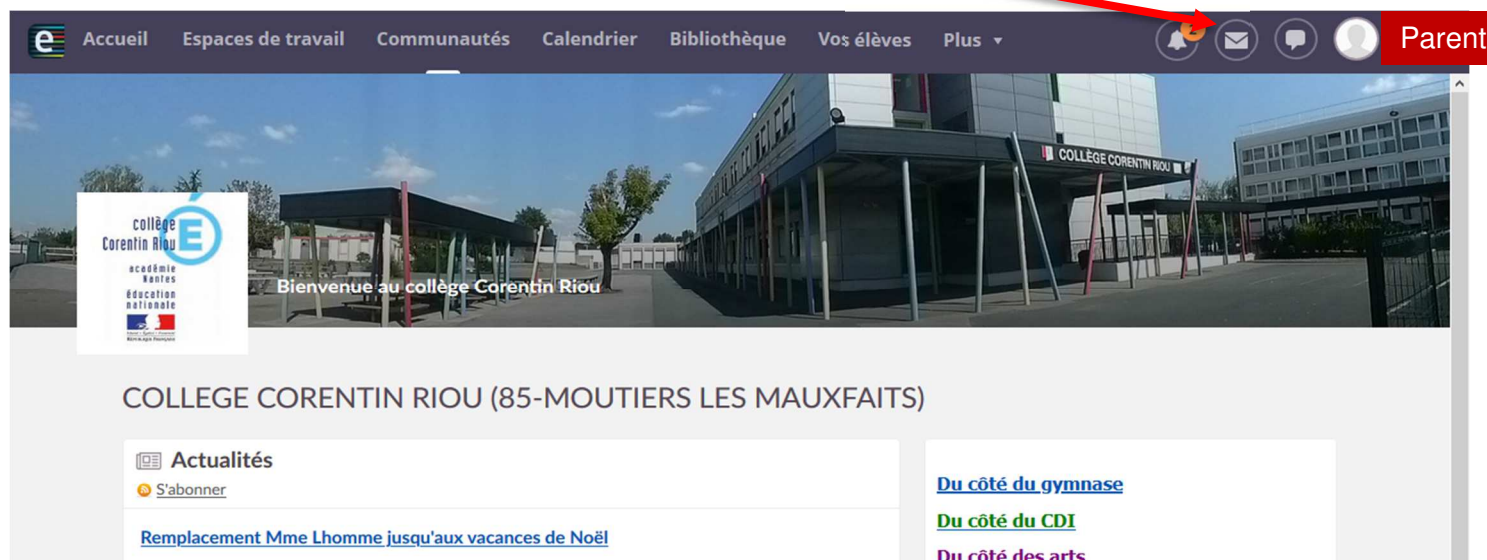 e Accueil Espaces de travail Communautés Calendrier Bibliothèque Vos élèves Plus 2 Parent
COLLÈGE CORENTIN RIOU
collège
Corentin Riou
É
académie
Nantes
éducation
nationale
Bienvenue au collège Corentin Riou
COLLEGE CORENTIN RIOU (85-MOUTIERS LES MAUXFAITS)
Actualités
S'abonner
Remplacement Mme Lhomme jusqu'aux vacances de Noël
Du côté du gymnase
Du côté du CDI
Du côté des arts